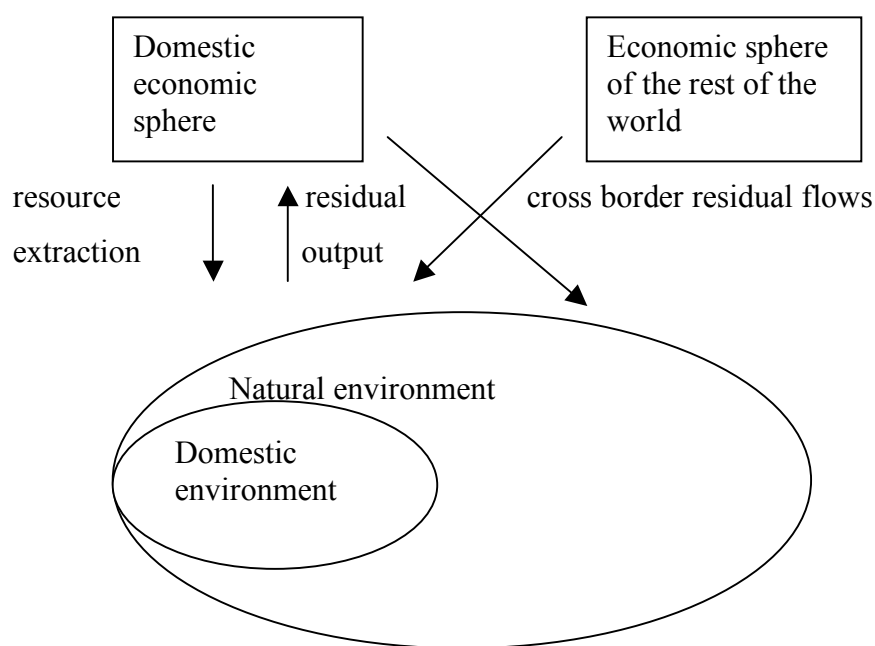 Domestic
economic
sphere
Economic sphere
of the rest of the
world
resource
extraction
residual
output
cross border residual flows
Natural environment
Domestic
environment